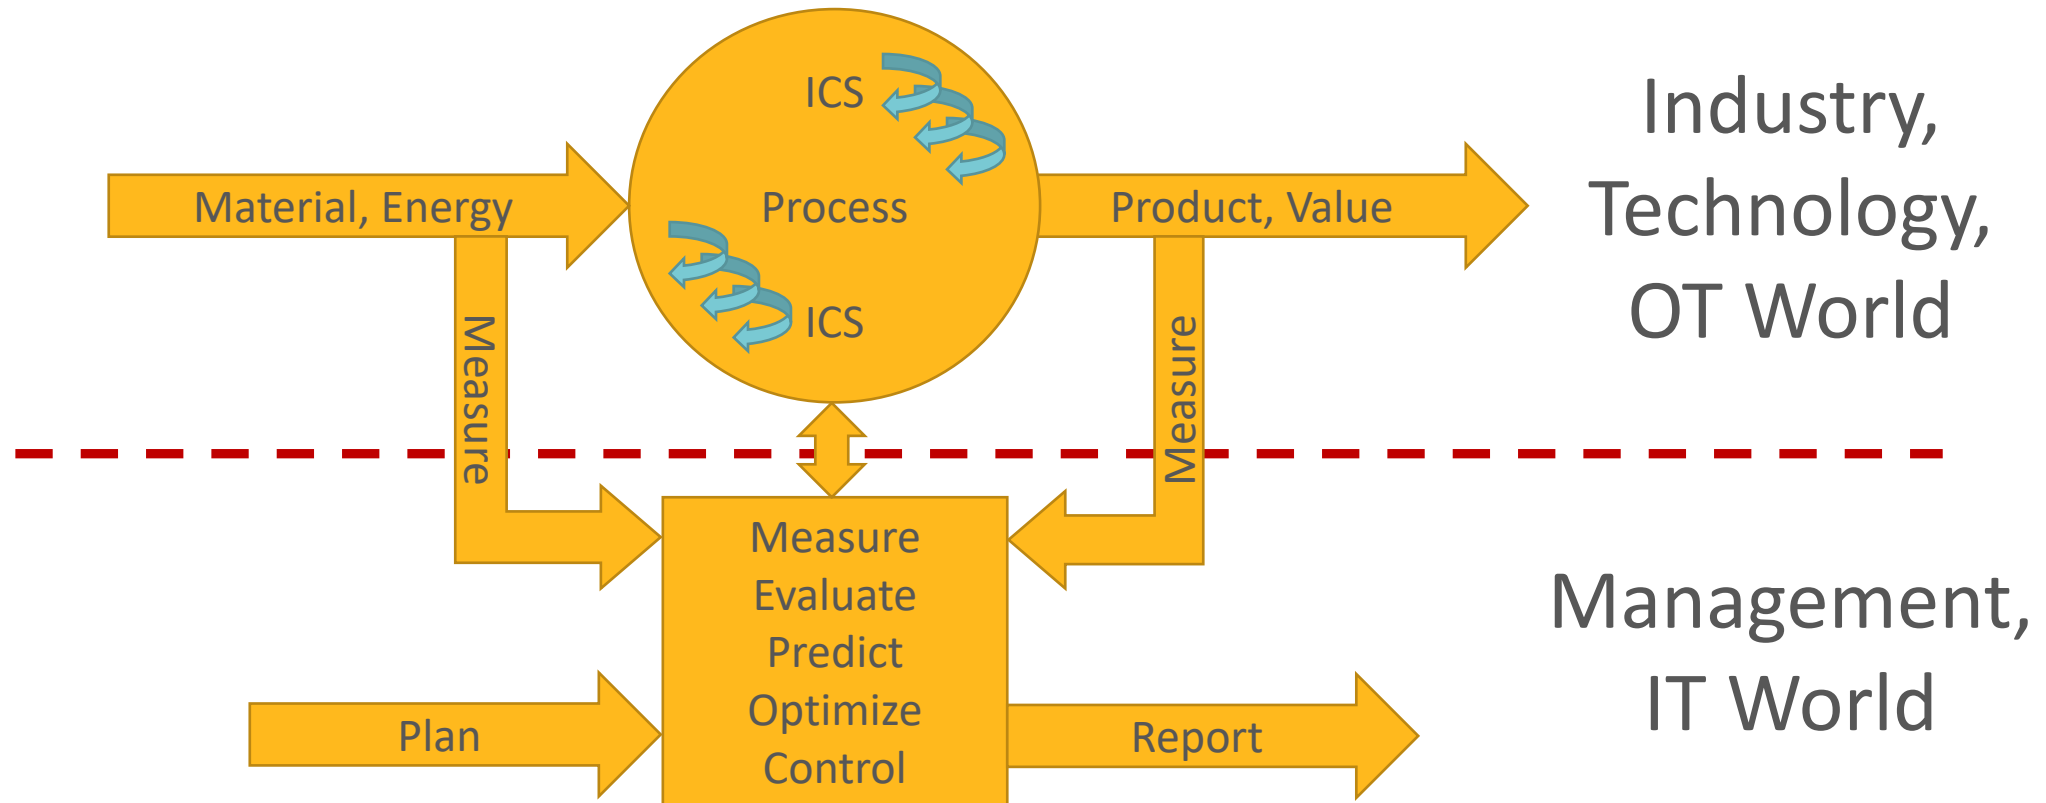 ICS
Industry,
Technology,
OT World
Material, Energy
Process
Product, Value
ICS
Measure
Measure
Measure
Evaluate
Predict
Optimize
Control
Management,
IT World
Plan
Report